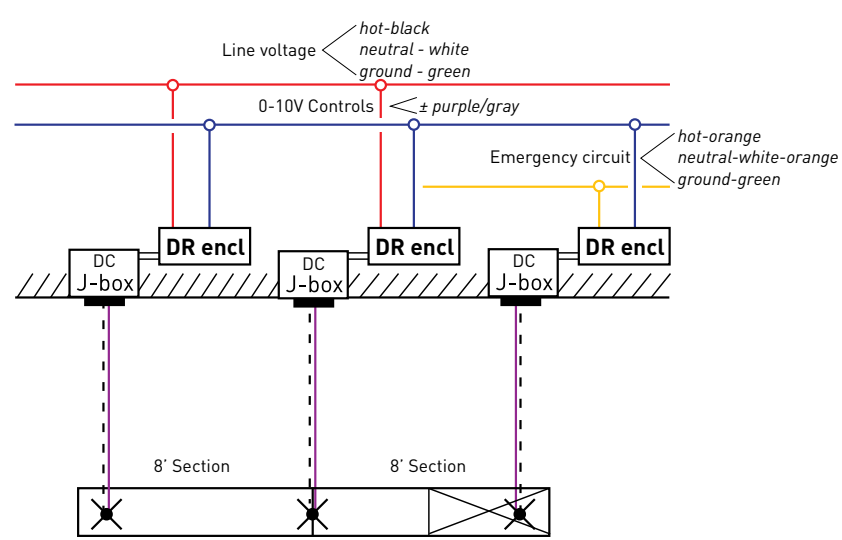 hot-black
Line voltage
neutral - white
ground - green
0-10V Controls
± purple/gray
hot-orange
Emergency circuit
neutral-white-orange
ground-green
DR encl
DR encl
DR encl
DC
J-box
DC
J-box
DC
J-box
8’ Section
8’ Section